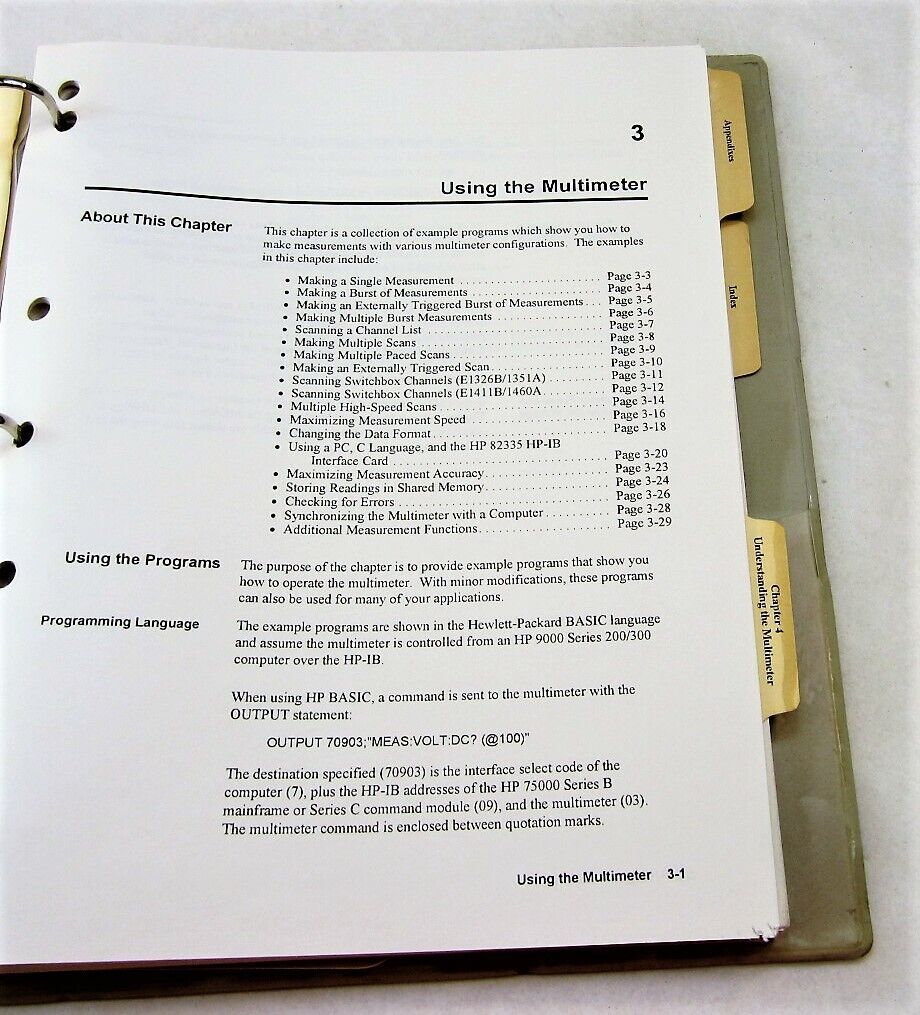 3
Using the Multimeter
About This Chapter
This chapter is a collection of example programs which show you how to
make measurements with various multimeter configurations. The examples
in this chapter include:
• Making a Single Measurement . . . . . . . . . . . . . . . . . . . . . . Page 3-3
• Making a Burst of Measurements . . . . . . . . . . . . . . . . . . . . Page 3-4
• Making an Externally Triggered Burst of Measurements . . . Page 3-5
• Making Multiple Burst Measurements . . . . . . . . . . . . . . . . Page 3-6
• Scanning a Channel List . . . . . . . . . . . . . . . . . . . . . . . . . . Page 3-7
• Making Multiple Scans . . . . . . . . . . . . . . . . . . . . . . . . . . . Page 3-8
• Making Multiple Paced Scans . . . . . . . . . . . . . . . . . . . . . . Page 3-9
• Making an Externally Triggered Scan . . . . . . . . . . . . . . . . Page 3-10
• Scanning Switchbox Channels (E1326B/1351A) . . . . . . . . . Page 3-11
• Scanning Switchbox Channels (E1411B/1460A . . . . . . . . . . Page 3-12
• Multiple High-Speed Scans . . . . . . . . . . . . . . . . . . . . . . . . Page 3-14
• Maximizing Measurement Speed . . . . . . . . . . . . . . . . . . . . Page 3-16
• Changing the Data Format . . . . . . . . . . . . . . . . . . . . . . . . . Page 3-18
• Using a PC, C Language, and the HP 82335 HP-IB
Interface Card . . . . . . . . . . . . . . . . . . . . . . . . . . . . . . . . Page 3-20
• Maximizing Measurement Accuracy . . . . . . . . . . . . . . . . . . Page 3-23
• Storing Readings in Shared Memory . . . . . . . . . . . . . . . . . . Page 3-24
• Checking for Errors . . . . . . . . . . . . . . . . . . . . . . . . . . . . . . Page 3-26
• Synchronizing the Multimeter with a Computer . . . . . . . . . . Page 3-28
• Additional Measurement Functions . . . . . . . . . . . . . . . . . . . Page 3-29
Using the Programs
The purpose of the chapter is to provide example programs that show you
how to operate the multimeter. With minor modifications, these programs
can also be used for many of your applications.
Programming Language
The example programs are shown in the Hewlett-Packard BASIC language
and assume the multimeter is controlled from an HP 9000 Series 200/300
computer over the HP-IB.
When using HP BASIC, a command is sent to the multimeter with the
OUTPUT statement:
OUTPUT 70903;"MEAS:VOLT:DC? (@100)"
The destination specified (70903) is the interface select code of the
computer (7), plus the HP-IB addresses of the HP 75000 Series B
mainframe or Series C command module (09), and the multimeter (03).
The multimeter command is enclosed between quotation marks.
Using the Multimeter 3-1
Appendixes
Index
Chapter 4
Understanding the Multimeter